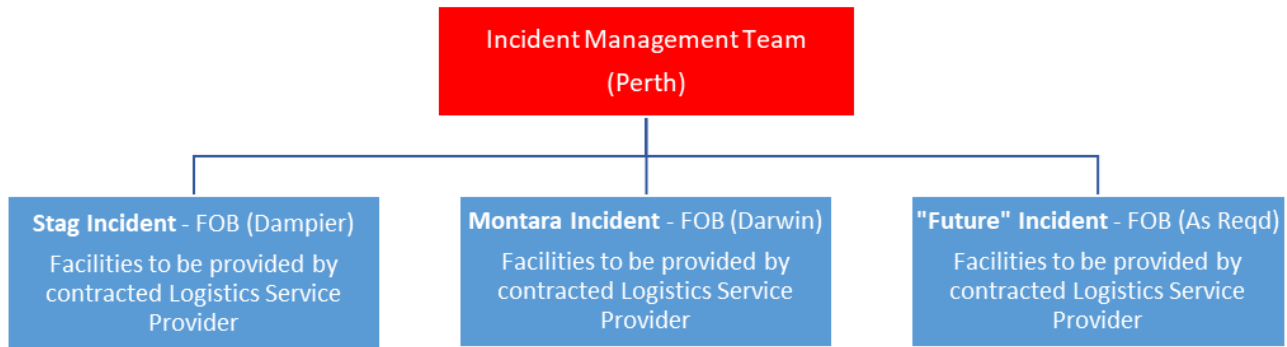 Incident Management Team
(Perth)
Stag Incident - FOB (Dampier)
Facilities to be provided by
contracted Logistics Service
Provider
Montara Incident - FOB (Darwin)
Facilities to be provided by
contracted Logistics Service
Provider
"Future" Incident - FOB (As Reqd)
Facilities to be provided by
contracted Logistics Service
Provider